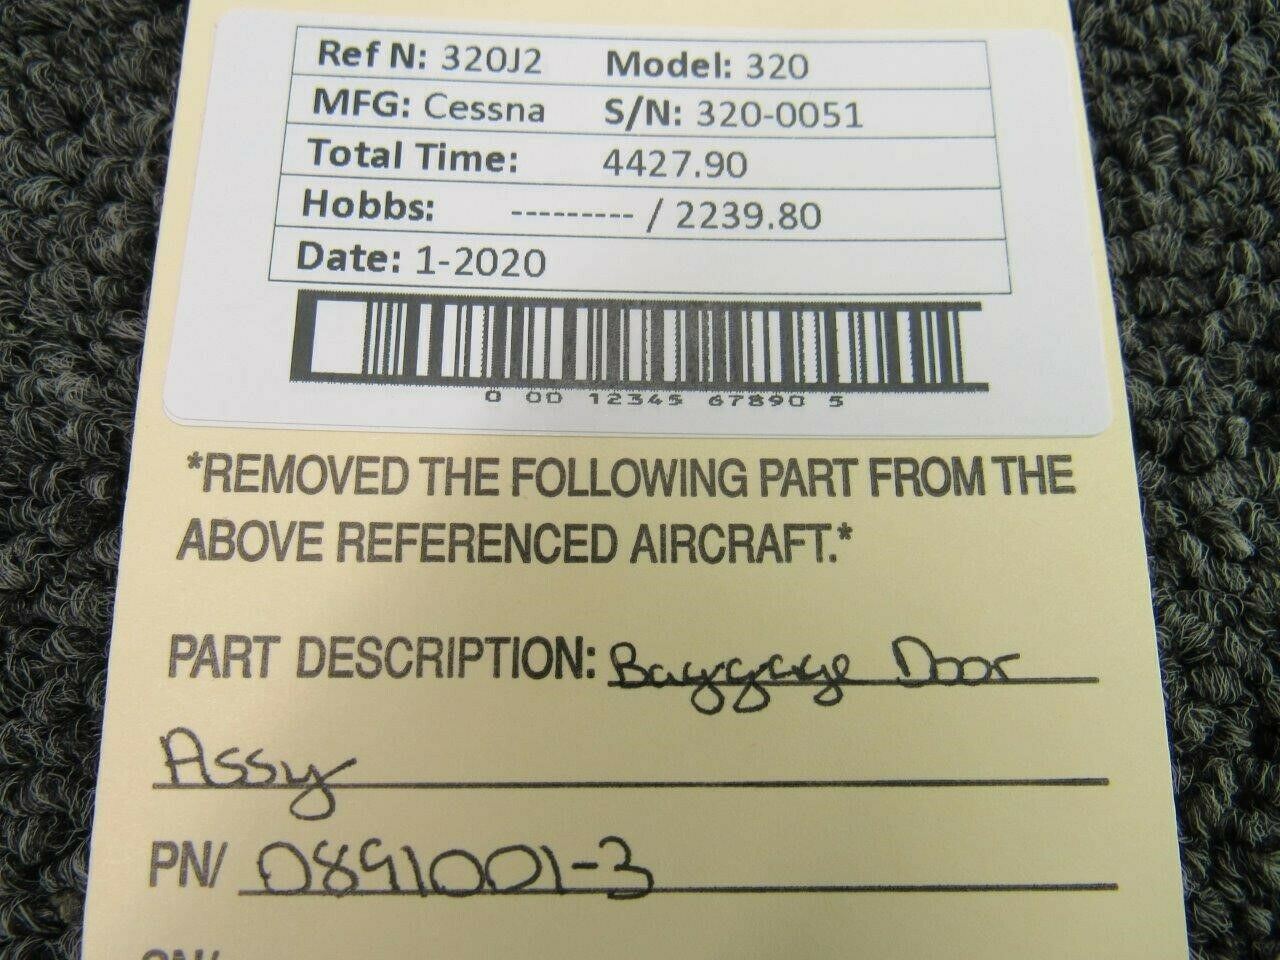 Ref N: 320J2 Model: 320
MFG: Cessna S/N: 320-0051
Total Time: 4427.90
Hobbs: --------- / 2239.80
Date: 1-2020
0 00 12345 67890 5
*REMOVED THE FOLLOWING PART FROM THE
ABOVE REFERENCED AIRCRAFT.*
PART DESCRIPTION: Baggage Door
Assy
PN/ 0891001-3